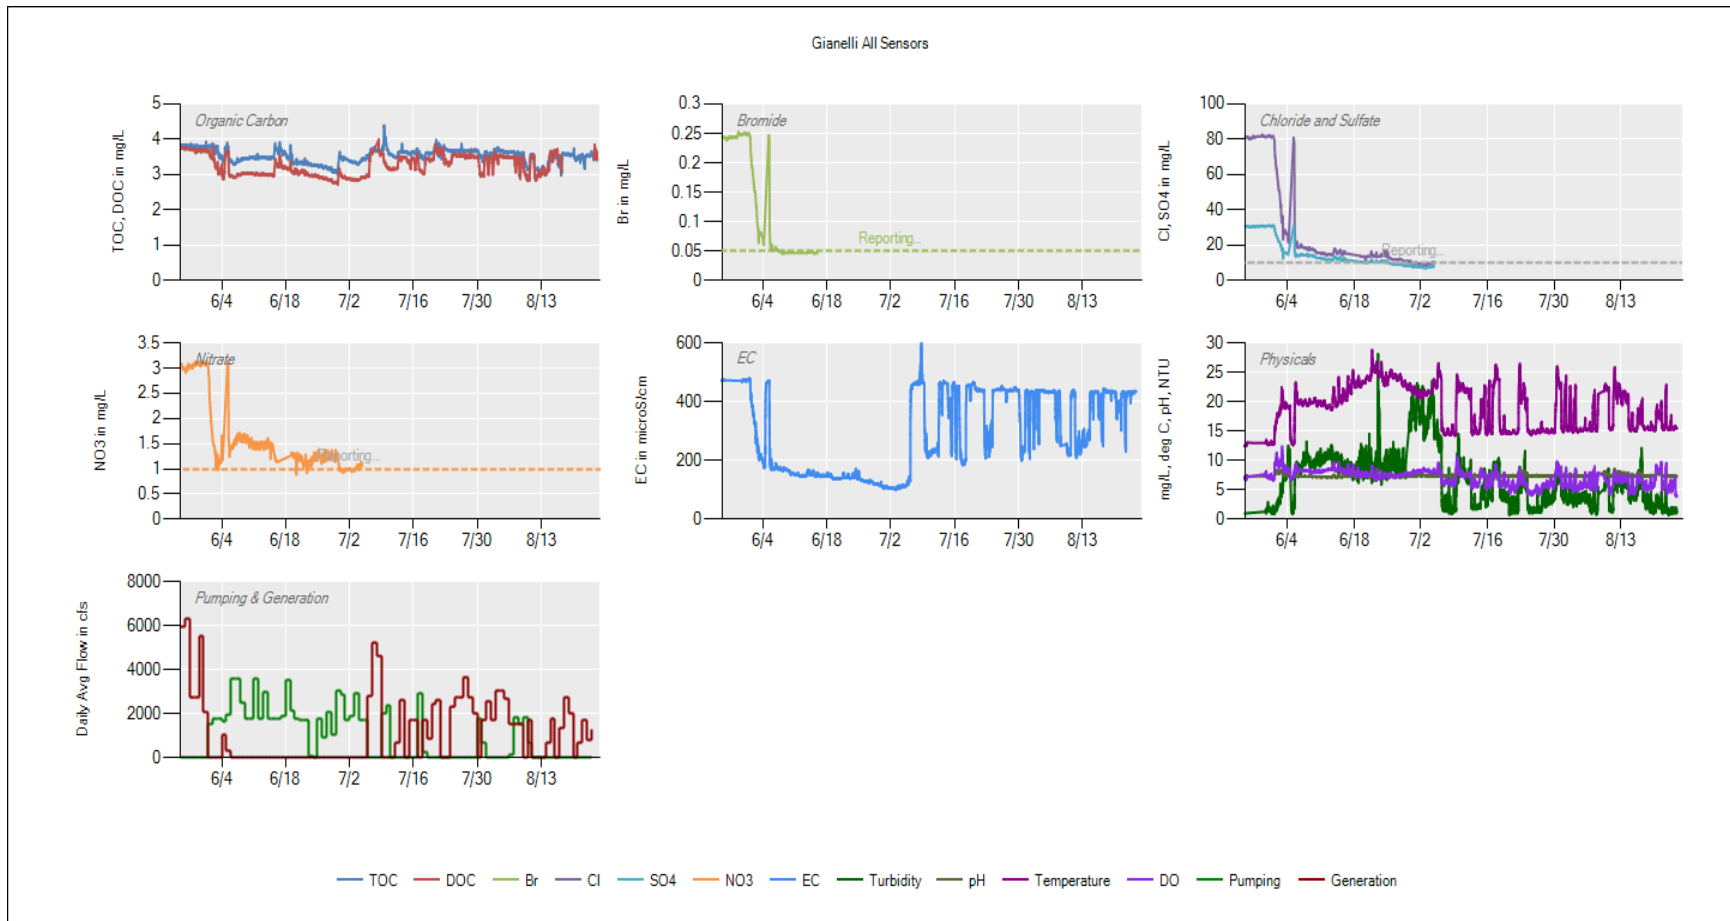 Gianelli All Sensors
TOC, DOC in mg/L
Organic Carbon
5
4
3
2
1
0
6/4 6/18 7/2 7/16 7/30 8/13
Br in mg/L
Bromide
0.3
0.25
0.2
0.15
0.1
0.05
0
Reporting...
6/4 6/18 7/2 7/16 7/30 8/13
Cl, SO4 in mg/L
Chloride and Sulfate
100
80
60
40
20
0
Reporting...
6/4 6/18 7/2 7/16 7/30 8/13
NO3 in mg/L
Nitrate
3.5
3
2.5
2
1.5
1
0.5
0
Reporting...
6/4 6/18 7/2 7/16 7/30 8/13
EC in microS/cm
EC
600
400
200
0
6/4 6/18 7/2 7/16 7/30 8/13
mg/L, deg C, pH, NTU
Physicals
30
25
20
15
10
5
0
6/4 6/18 7/2 7/16 7/30 8/13
Daily Avg Flow in cfs
Pumping & Generation
8000
6000
4000
2000
0
6/4 6/18 7/2 7/16 7/30 8/13
TOC DOC Br Cl SO4 NO3 EC Turbidity pH Temperature DO Pumping Generation